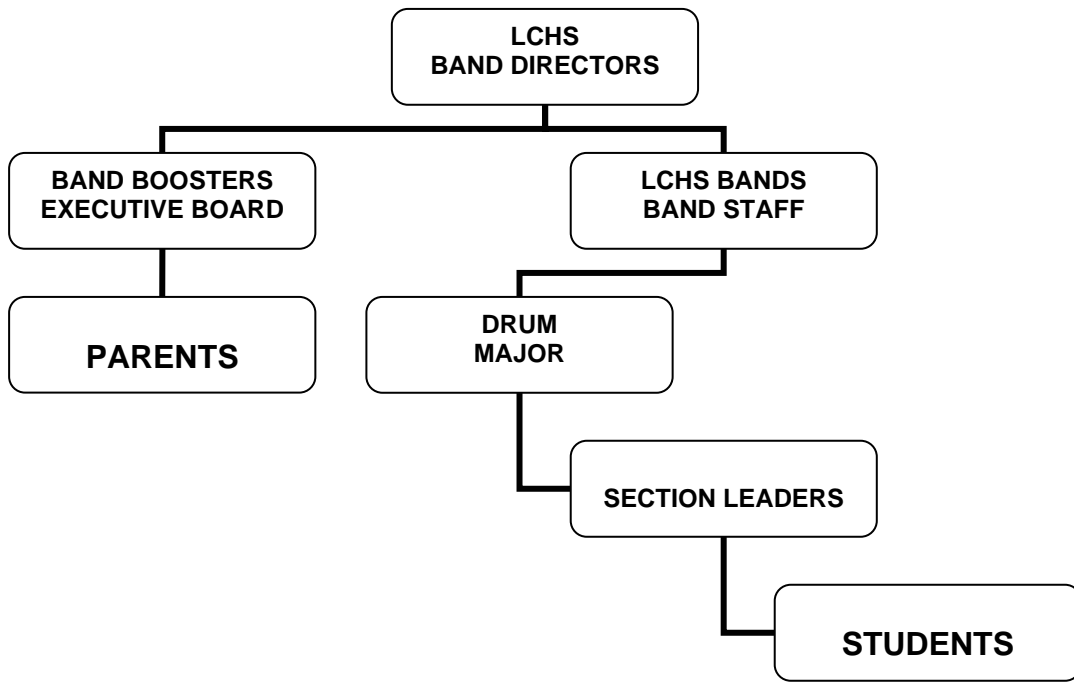 LCHS
BAND DIRECTORS
BAND BOOSTERS
EXECUTIVE BOARD
LCHS BANDS
BAND STAFF
PARENTS
DRUM
MAJOR
SECTION LEADERS
STUDENTS